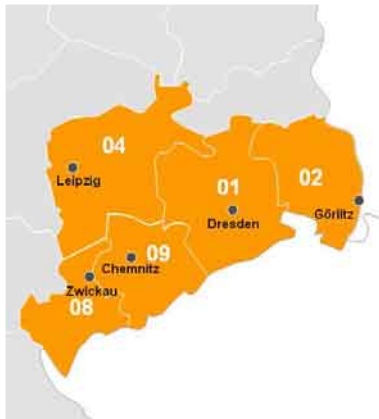 04
Leipzig
01
Dresden
02
Görlitz
09
Chemnitz
Zwickau
08